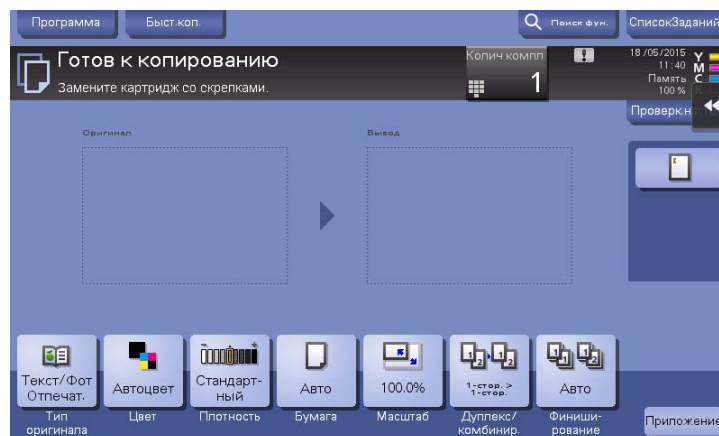 Программа
Быст.коп.
Поиск фун.
СписокЗаданий
Готов к копированию
Замените картридж со скрепками.
Колич компл
1
18/05/2015
11:40
Память
100 %
Y
M
C
K
Проверк
Оригинал
Вывод
Текст/Фот
Отпечат.
Автоцвет
Стандарт-
ный
Авто
100.0%
1-стор. >
1-стор.
Авто
Тип
оригинала
Цвет
Плотность
Бумага
Масштаб
Дуплекс/
комбинир.
Финиши-
рование
Приложение